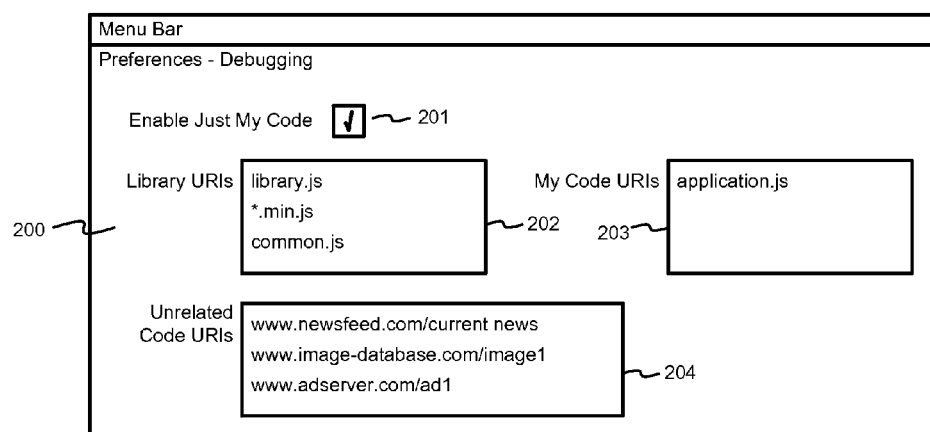 Menu Bar
Preferences - Debugging
Enable Just My Code
201
Library URIs
library.js
*.min.js
common.js
202
My Code URIs
application.js
203
200
Unrelated
Code URIs
www.newsfeed.com/current news
www.image-database.com/image1
www.adserver.com/ad1
204